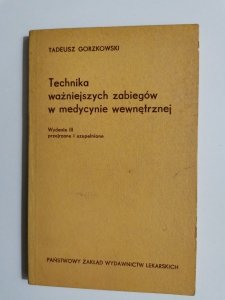 TADEUSZ GORZKOWSKI
Technika
ważniejszych zabiegów
w medycynie wewnętrznej
Wydanie III
przejrzane i uzupełnione
PAŃSTWOWY ZAKŁAD WYDAWNICTW LEKARSKICH